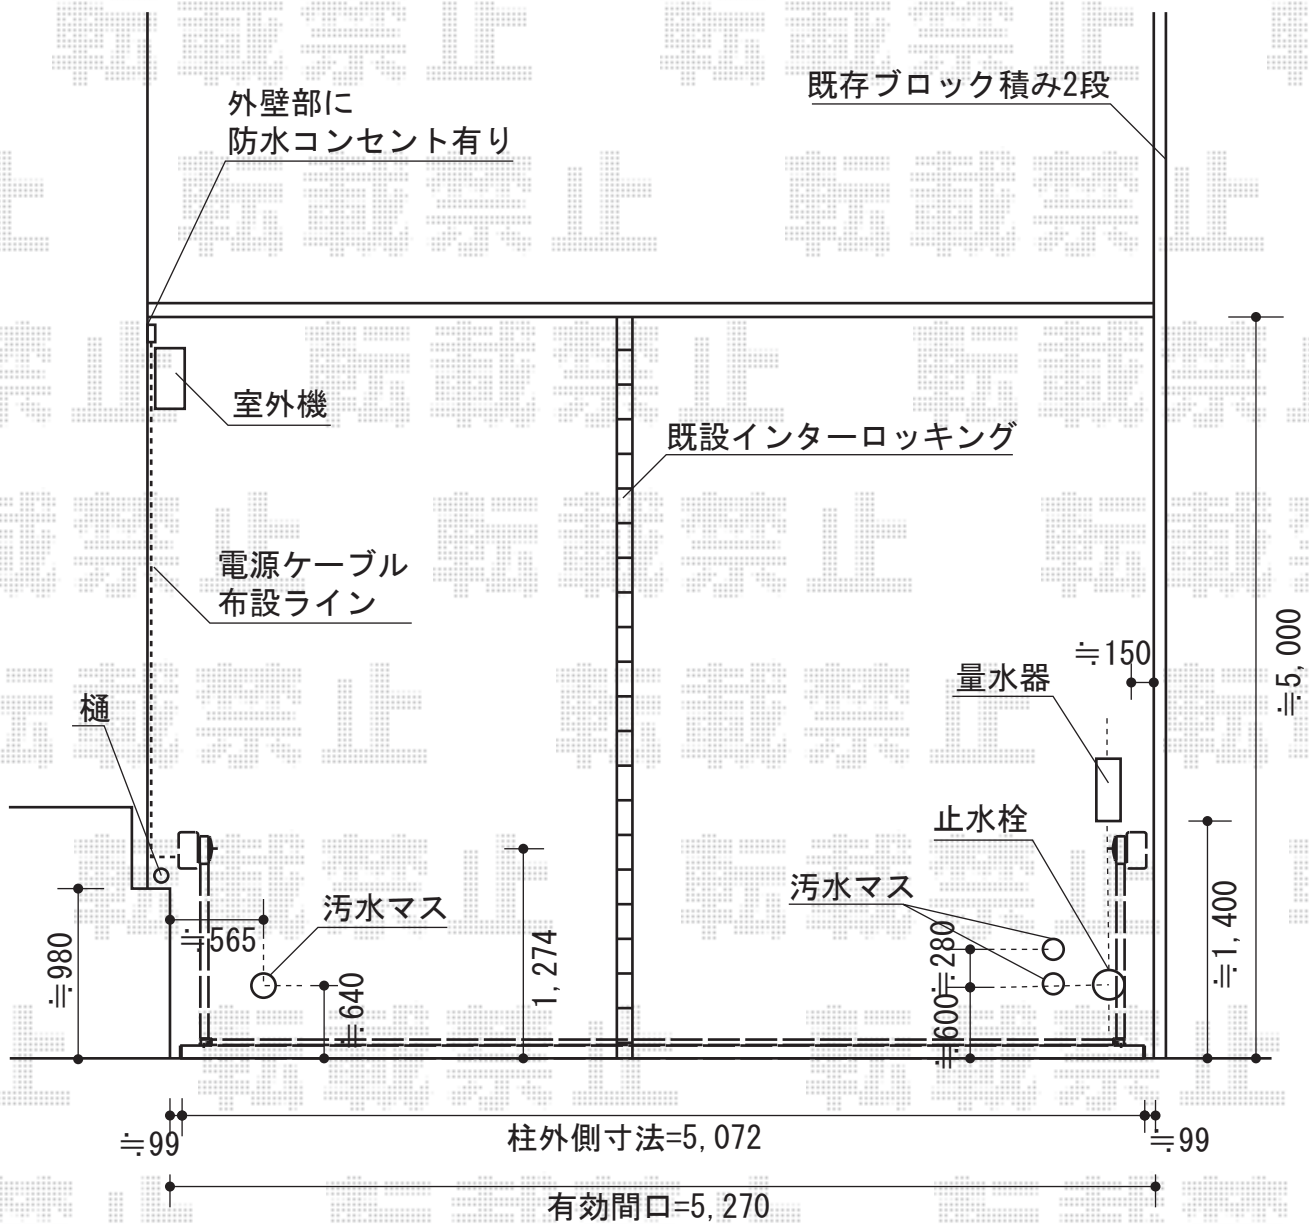 転載禁止
外壁部に
防水コンセント有り
既存ブロック積み2段
室外機
既設インターロッキング
電源ケーブル
布設ライン
≒5,000
≒150
量水器
樋
止水栓
汚水マス
汚水マス
≒565
≒980
≒640
1,274
≒280
≒600
≒1,400
≒99
柱外側寸法=5,072
≒99
有効間口=5,270